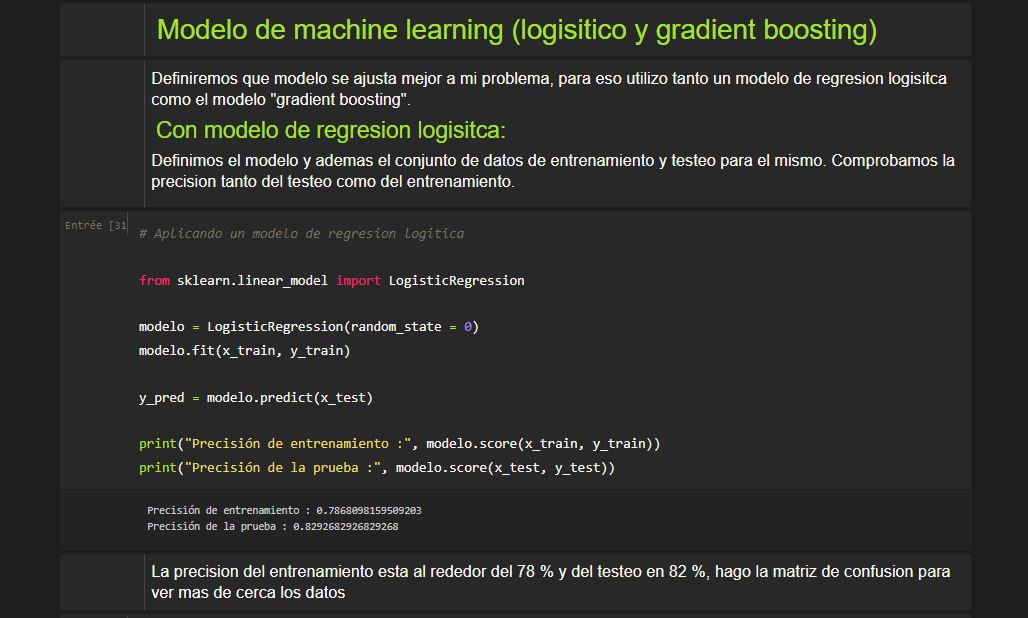 Modelo de machine learning (logisitico y gradient boosting)
Definiremos que modelo se ajusta mejor a mi problema, para eso utilizo tanto un modelo de regresion logisitca
como el modelo "gradient boosting".
Con modelo de regresion logisitca:
Definimos el modelo y ademas el conjunto de datos de entrenamiento y testeo para el mismo. Comprobamos la
precision tanto del testeo como del entrenamiento.
Entrée [31
# Aplicando un modelo de regresion logitica
from sklearn.linear_model import LogisticRegression
modelo = LogisticRegression(random_state = 0)
modelo.fit(x_train, y_train)
y_pred = modelo.predict(x_test)
print("Precisión de entrenamiento :", modelo.score(x_train, y_train))
print("Precisión de la prueba :", modelo.score(x_test, y_test))
Precisión de entrenamiento : 0.7868098159509203
Precisión de la prueba : 0.8292682926829268
La precision del entrenamiento esta al rededor del 78 % y del testeo en 82 %, hago la matriz de confusion para
ver mas de cerca los datos